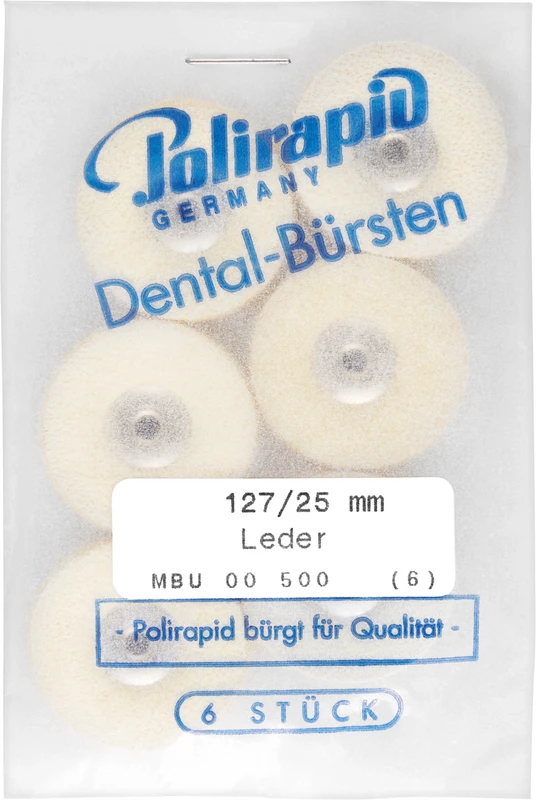 Polirapid
GERMANY
Dental-Bürsten
127/25 mm
Leder
MBU 00 500 (6)
- Polirapid bürgt für Qualität -
6 STÜCK